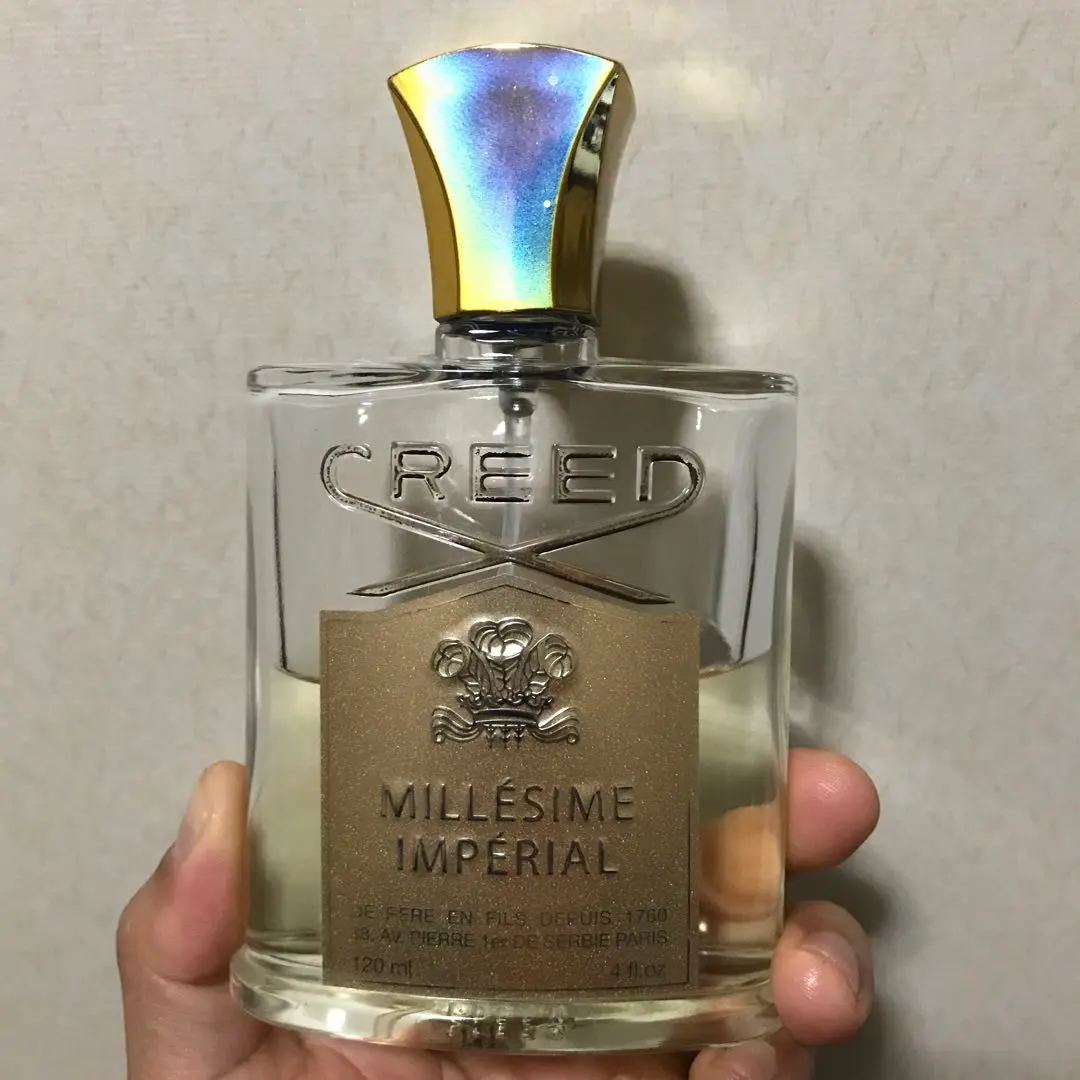 CREED
MILLÉSIME
IMPÉRIAL
DE PERE EN FILS DEPUIS 1760
38, AV. PIERRE 1er DE SERBIE PARIS
120 ml 4 fl.oz